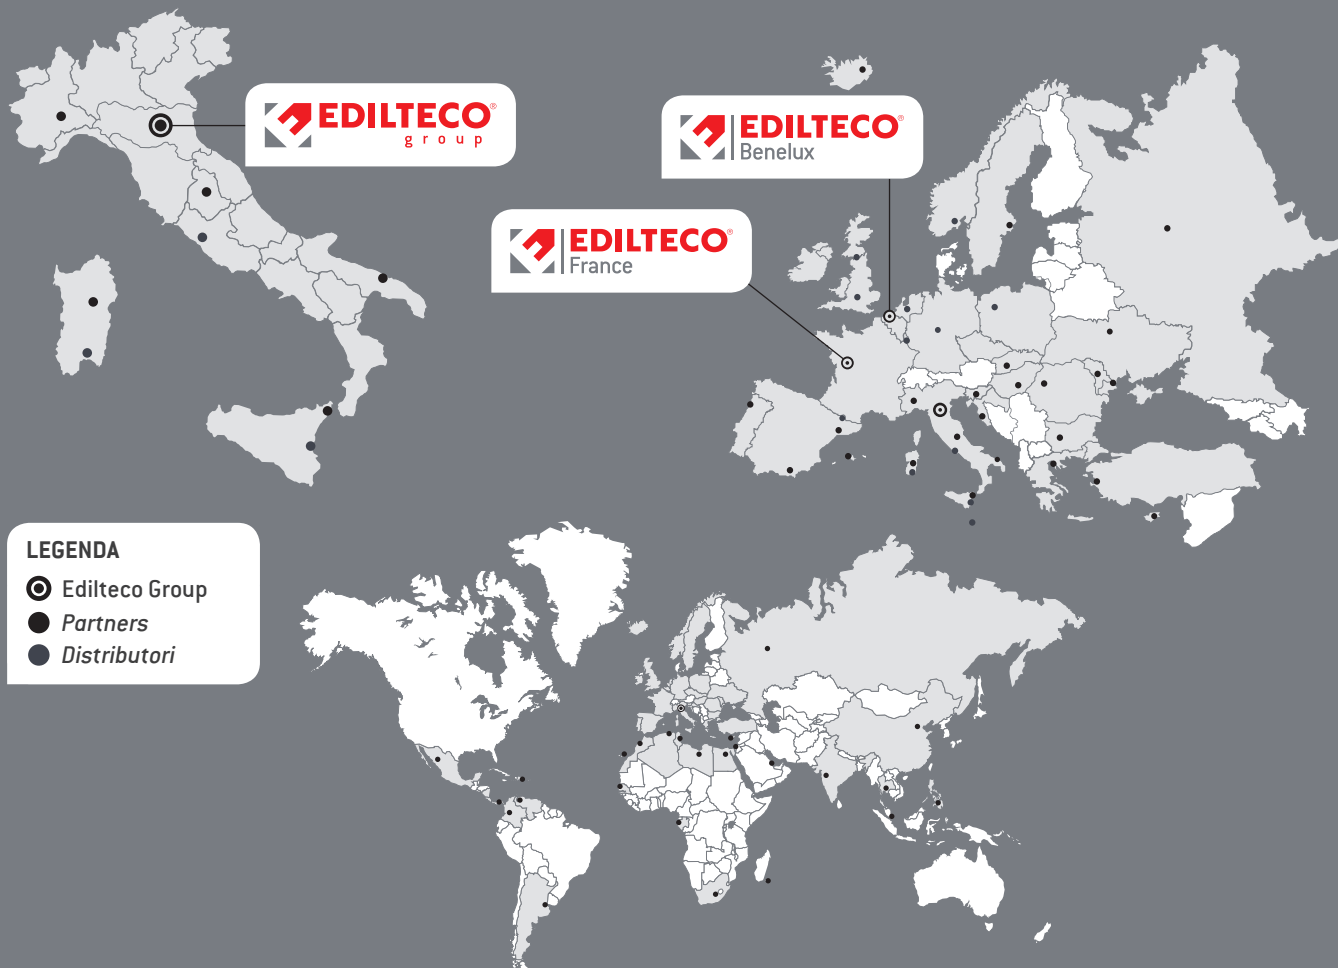 EDILTECO®
group
EDILTECO®
Benelux
EDILTECO®
France
LEGENDA
Edilteco Group
Partners
Distributori